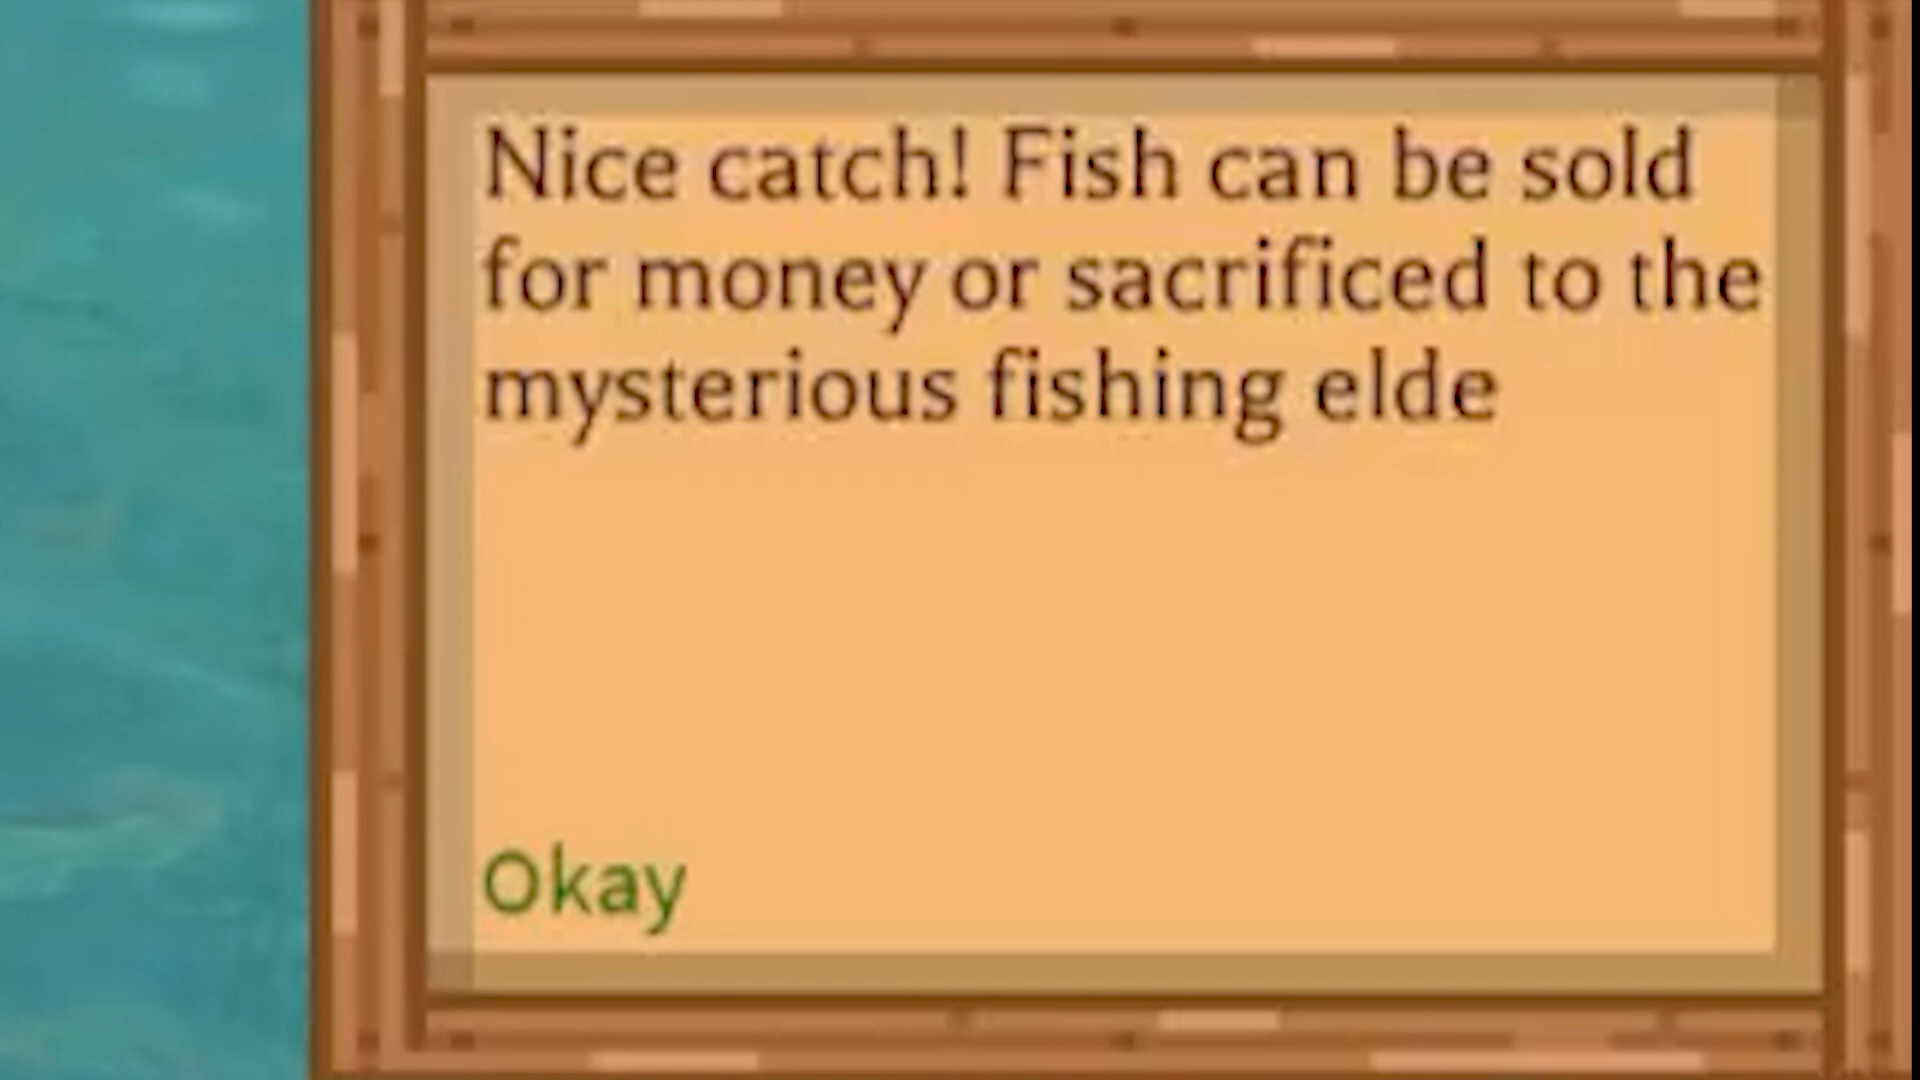 Nice catch! Fish can be sold
for money or sacrificed to the
mysterious fishing elde
Okay